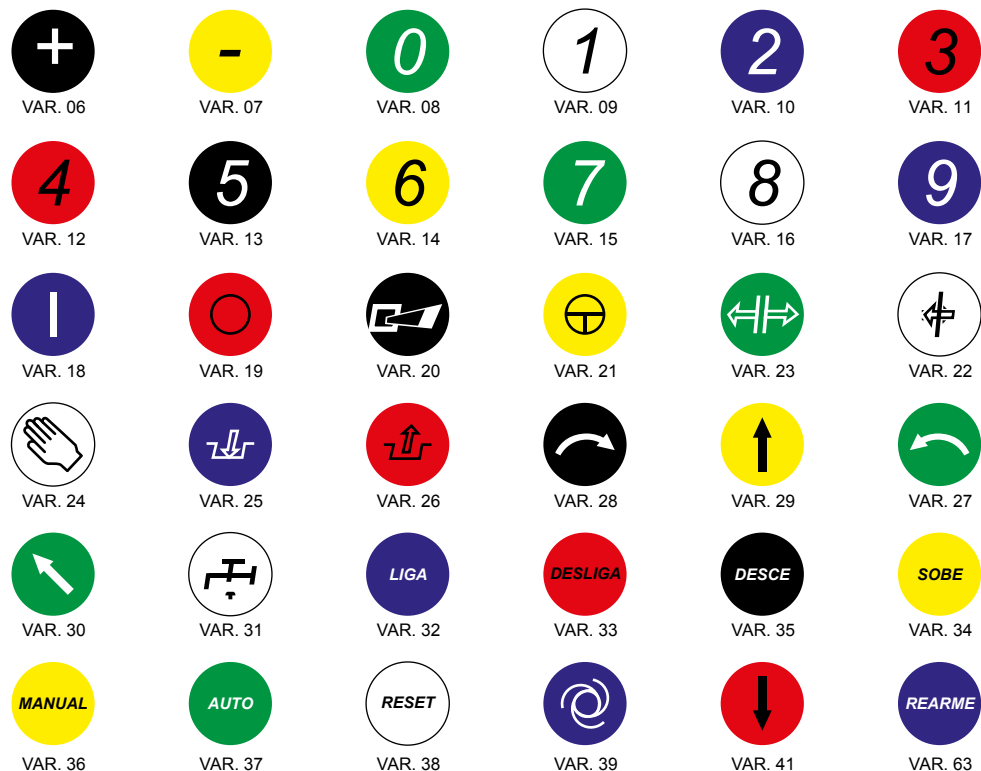 + - 0 1 2 3
VAR. 06 VAR. 07 VAR. 08 VAR. 09 VAR. 10 VAR. 11
4 5 6 7 8 9
VAR. 12 VAR. 13 VAR. 14 VAR. 15 VAR. 16 VAR. 17
VAR. 18 VAR. 19 VAR. 20 VAR. 21 VAR. 23 VAR. 22
VAR. 24 VAR. 25 VAR. 26 VAR. 28 VAR. 29 VAR. 27
LIGA DESLIGA DESCE SOBE
VAR. 30 VAR. 31 VAR. 32 VAR. 33 VAR. 35 VAR. 34
MANUAL AUTO RESET REARME
VAR. 36 VAR. 37 VAR. 38 VAR. 39 VAR. 41 VAR. 63